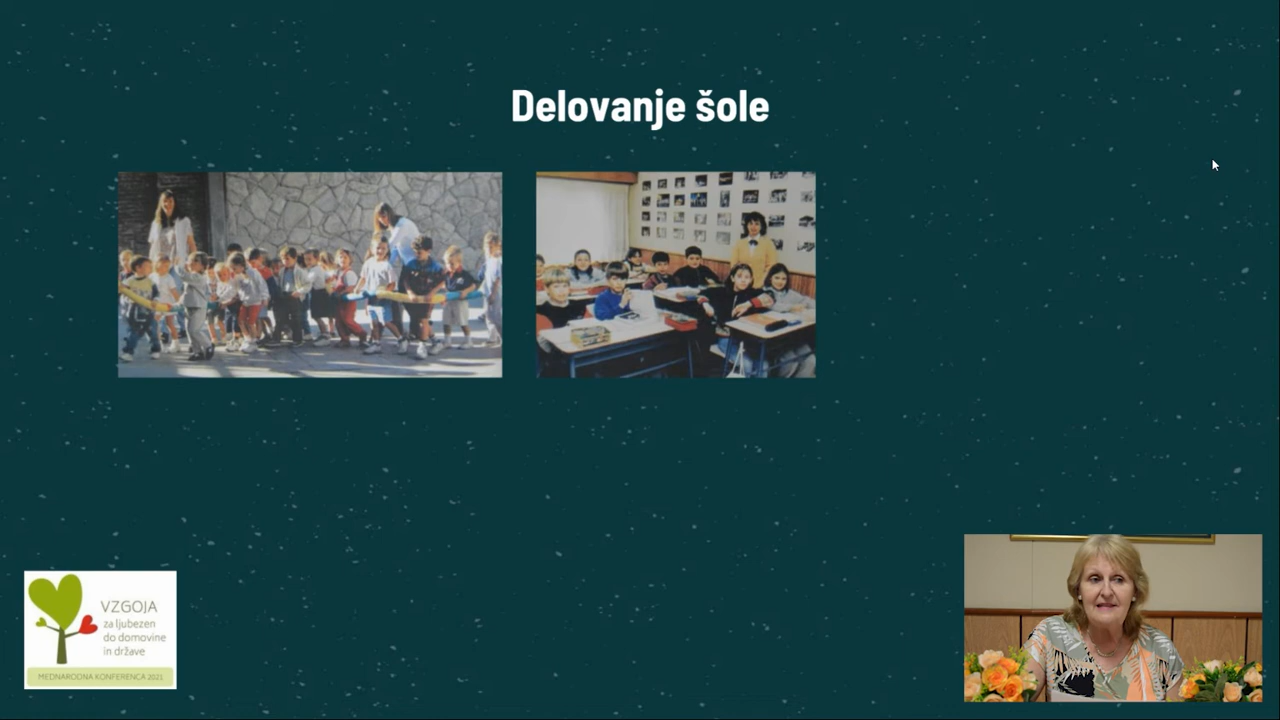 Delovanje šole
VZGOJA
za ljubezen
do domovine
in države
MEDNARODNA KONFERENCA 2021